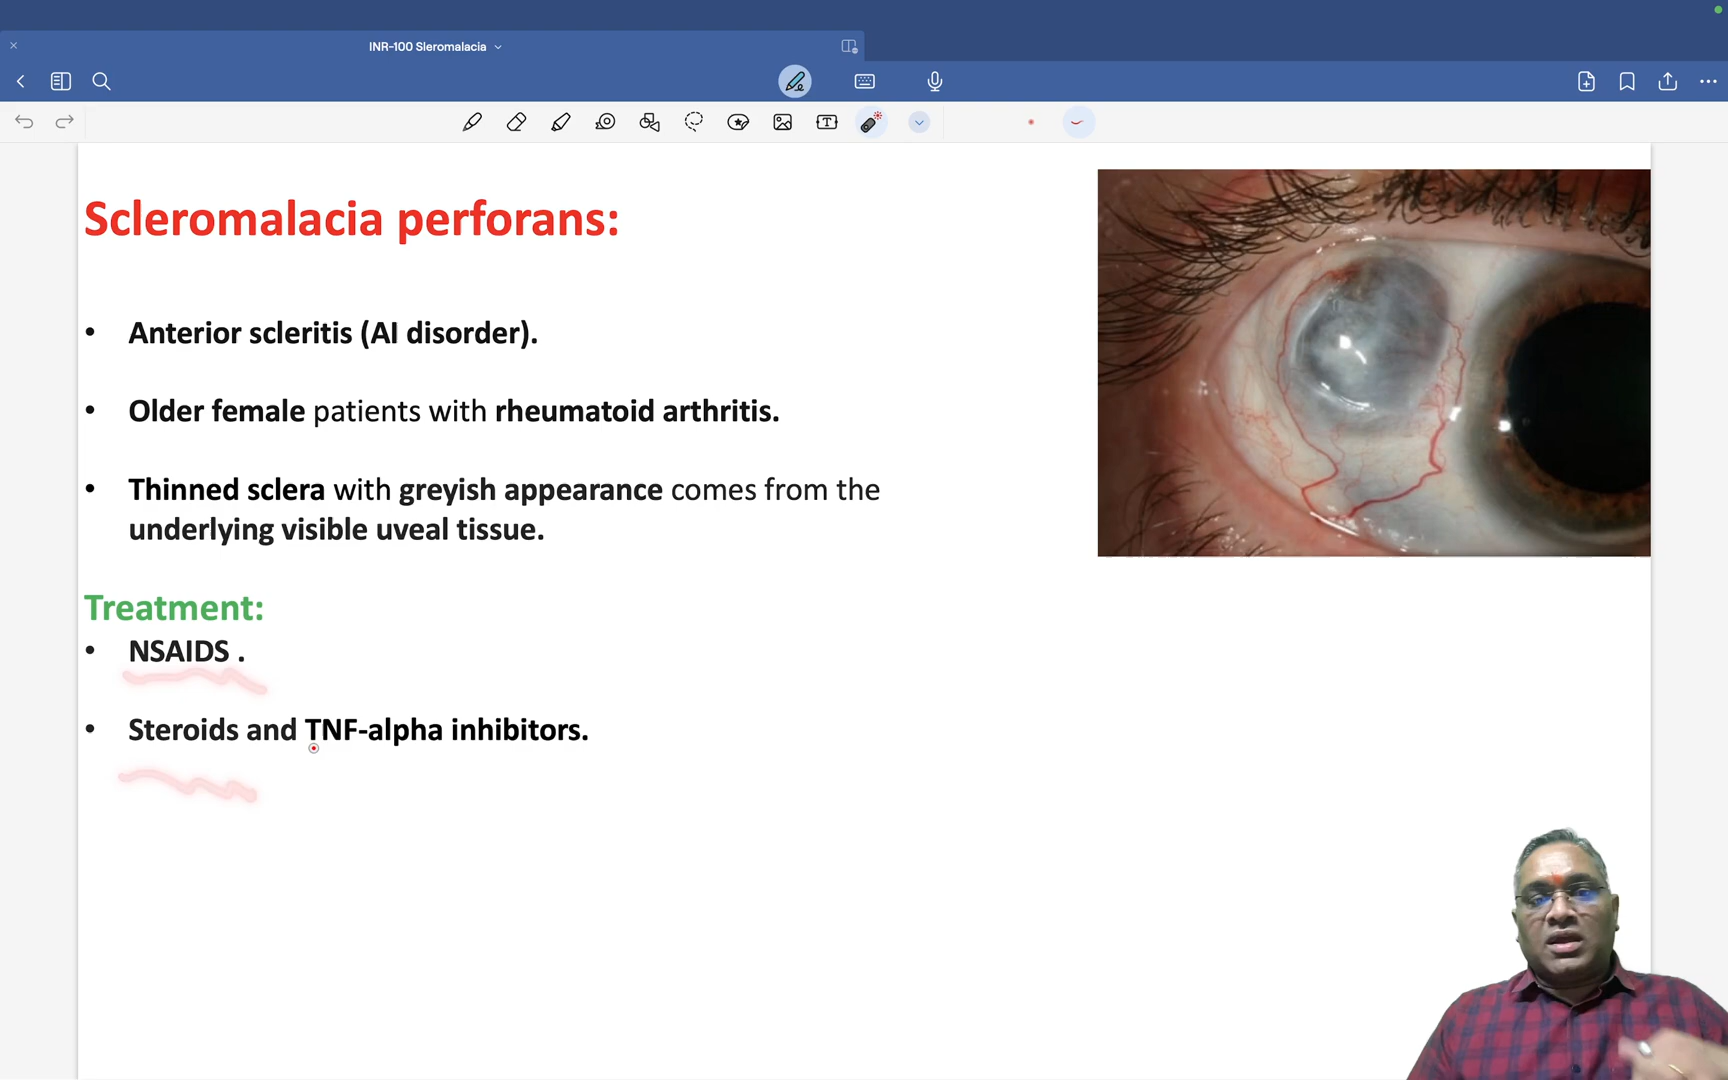 INR-100 Sleromalacia
Scleromalacia perforans:
• Anterior scleritis (AI disorder).
• Older female patients with rheumatoid arthritis.
• Thinned sclera with greyish appearance comes from the
underlying visible uveal tissue.
Treatment:
• NSAIDS .
• Steroids and TNF-alpha inhibitors.